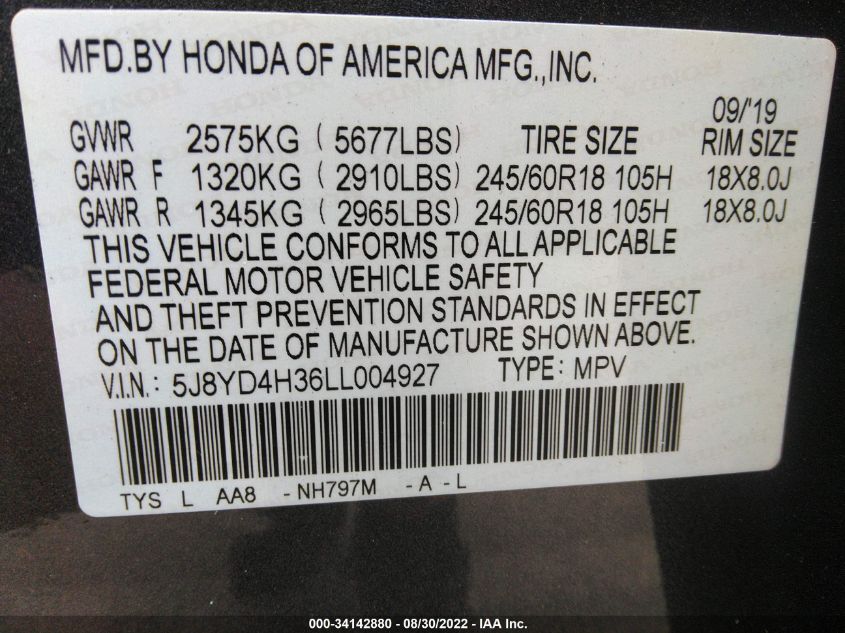 MFD.BY HONDA OF AMERICA MFG.,INC.
09/'19
GVWR 2575KG ( 5677LBS) TIRE SIZE RIM SIZE
GAWR F 1320KG ( 2910LBS) 245/60R18 105H 18X8.0J
GAWR R 1345KG ( 2965LBS) 245/60R18 105H 18X8.0J
THIS VEHICLE CONFORMS TO ALL APPLICABLE
FEDERAL MOTOR VEHICLE SAFETY
AND THEFT PREVENTION STANDARDS IN EFFECT
ON THE DATE OF MANUFACTURE SHOWN ABOVE.
V.I.N.: 5J8YD4H36LL004927 TYPE: MPV
TYS L AA8 - NH797M - A - L
000-34142880 - 08/30/2022 - IAA Inc.